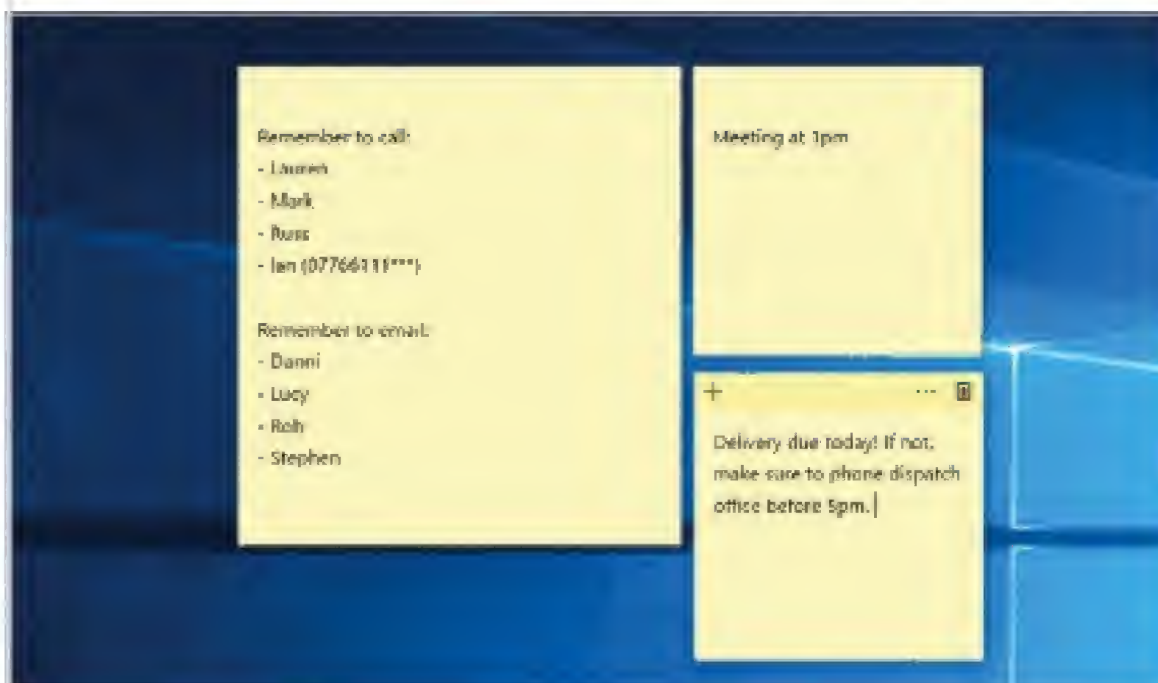 Remember to call:
- Lauren
- Mark
- Russ
- Ian (07766111***)
Remember to email:
- Danni
- Lucy
- Rob
- Stephen
Meeting at 1pm
Delivery due today! If not,
make sure to phone dispatch
office before 5pm.